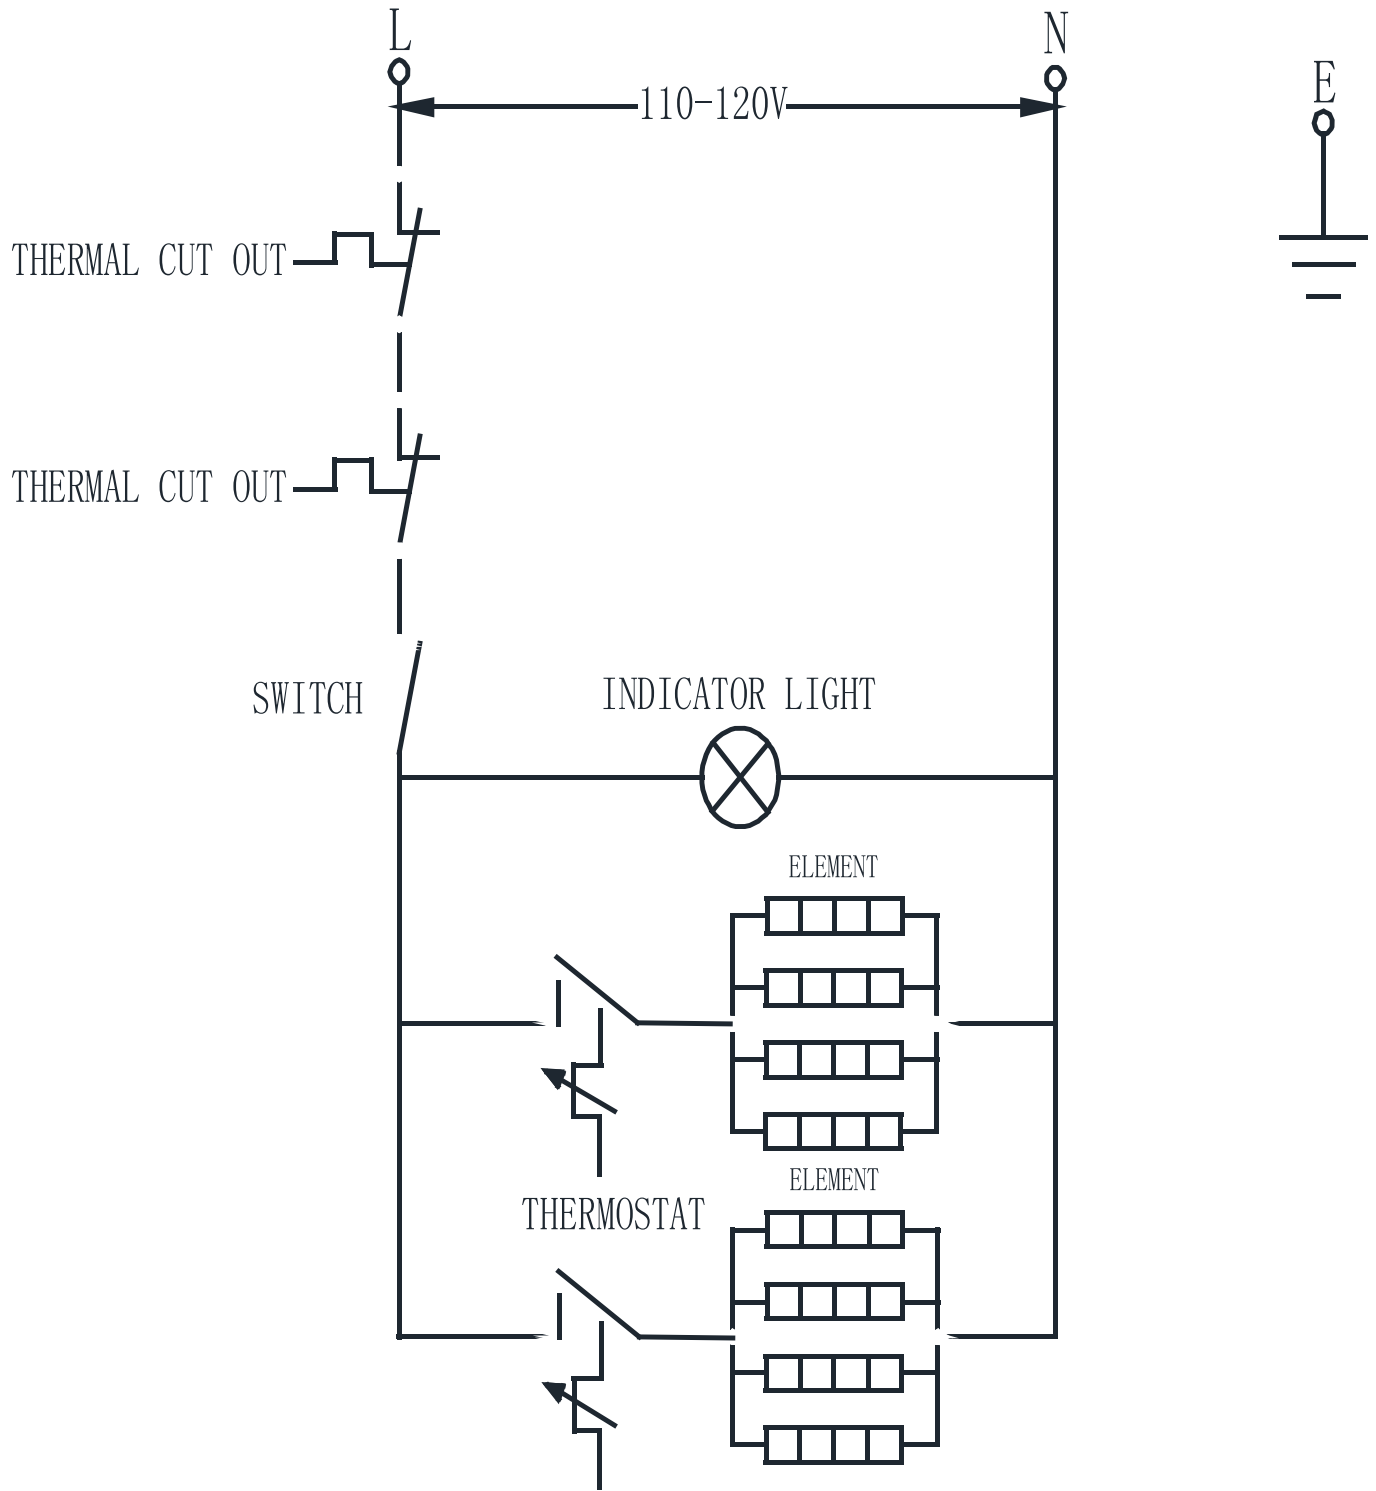 L
N
E
110-120V
THERMAL CUT OUT
THERMAL CUT OUT
SWITCH
INDICATOR LIGHT
ELEMENT
ELEMENT
THERMOSTAT